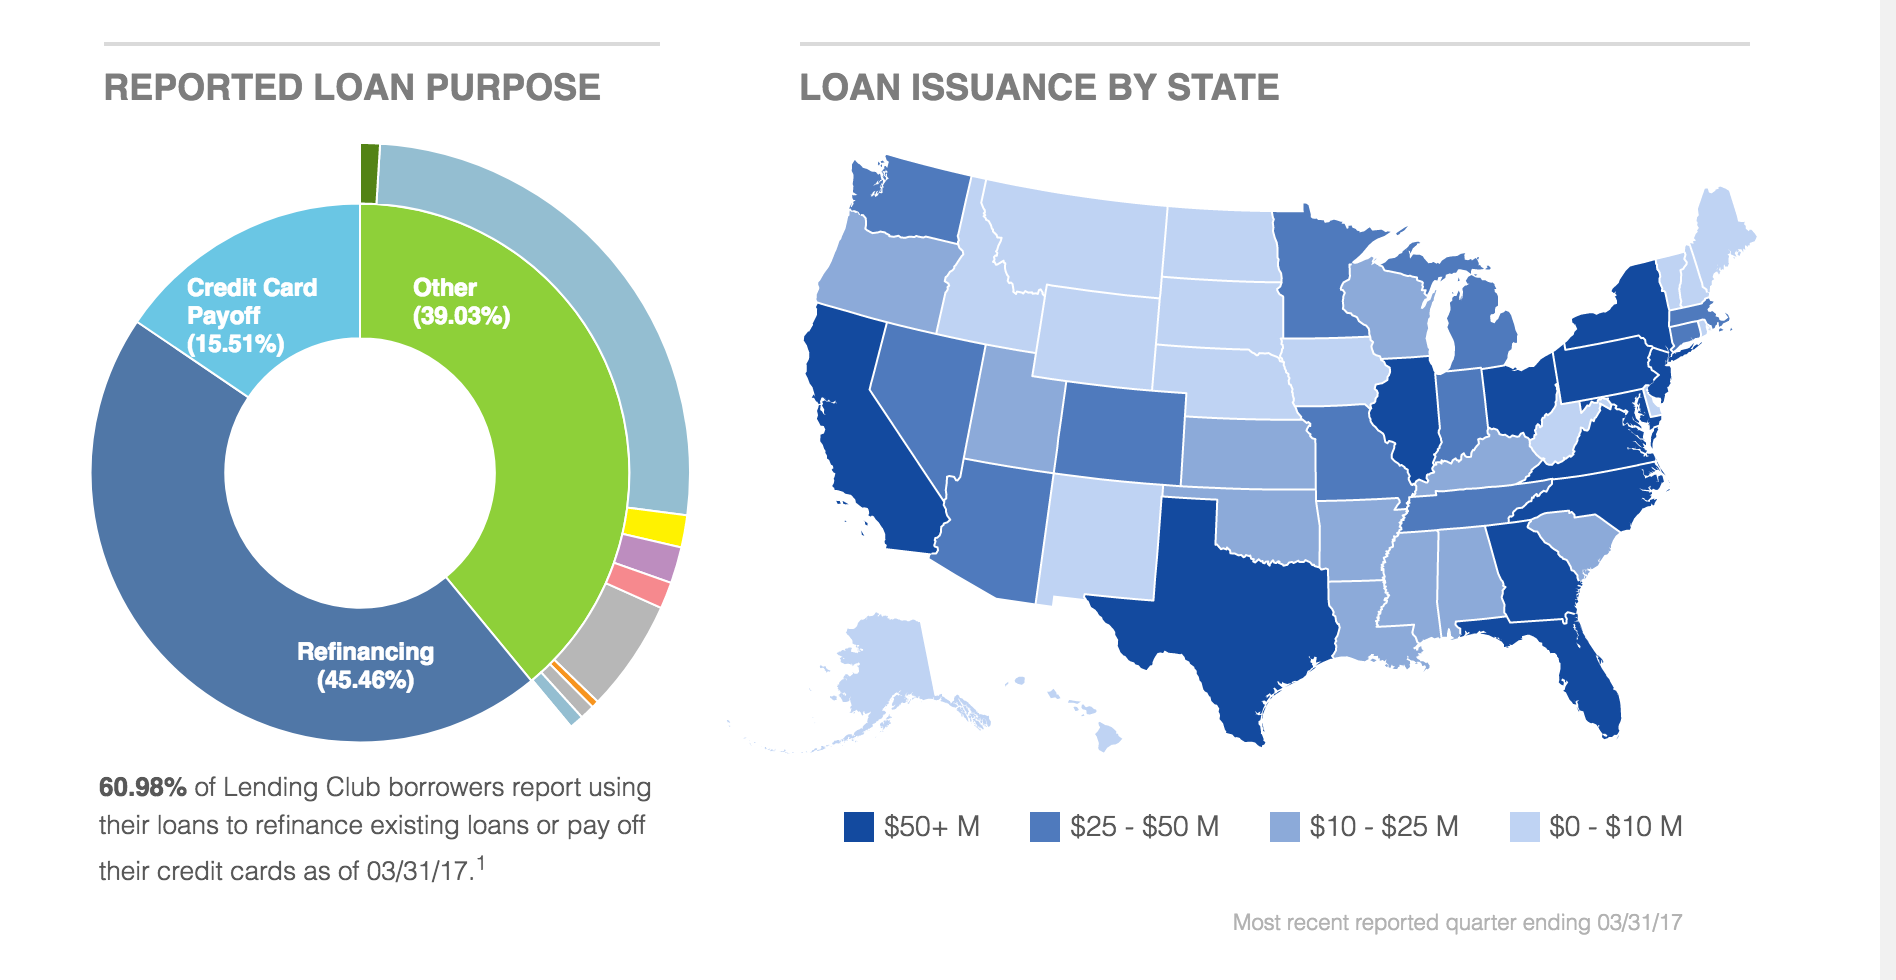 REPORTED LOAN PURPOSE
Credit Card
Payoff
(15.51%)
Other
(39.03%)
Refinancing
(45.46%)
60.98% of Lending Club borrowers report using
their loans to refinance existing loans or pay off
their credit cards as of 03/31/17.¹
LOAN ISSUANCE BY STATE
$50+ M
$25 - $50 M
$10 - $25 M
$0 - $10 M
Most recent reported quarter ending 03/31/17